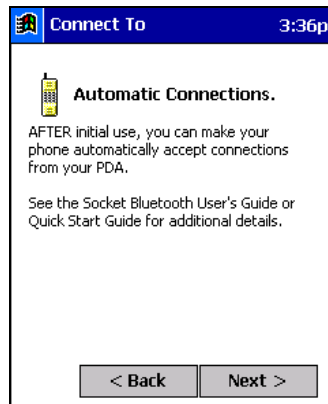 Connect To 3:36p
Automatic Connections.
AFTER initial use, you can make your
phone automatically accept connections
from your PDA.
See the Socket Bluetooth User's Guide or
Quick Start Guide for additional details.
< Back Next >